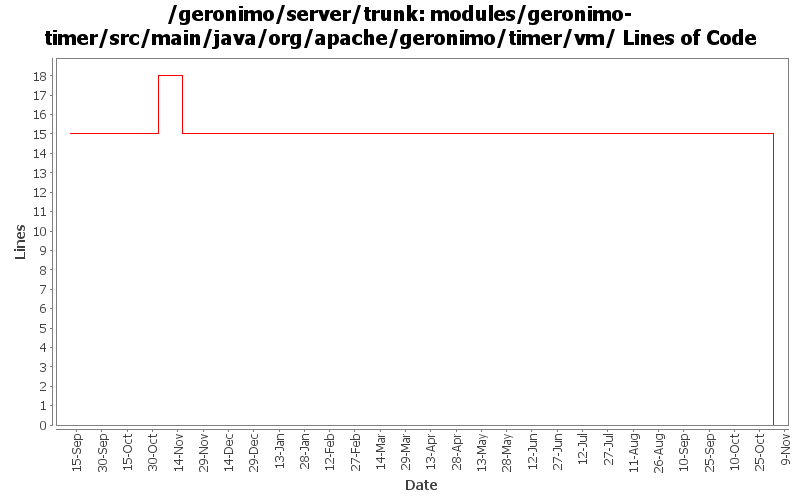 /geronimo/server/trunk: modules/geronimo-
timer/src/main/java/org/apache/geronimo/timer/vm/ Lines of Code
18
17
16
15
14
13
12
11
10
9
8
7
6
5
4
3
2
1
0
Lines
15-Sep
30-Sep
15-Oct
30-Oct
14-Nov
29-Nov
14-Dec
29-Dec
13-Jan
28-Jan
12-Feb
27-Feb
14-Mar
29-Mar
13-Apr
28-Apr
13-May
28-May
12-Jun
27-Jun
12-Jul
27-Jul
11-Aug
26-Aug
10-Sep
25-Sep
10-Oct
25-Oct
9-Nov
Date